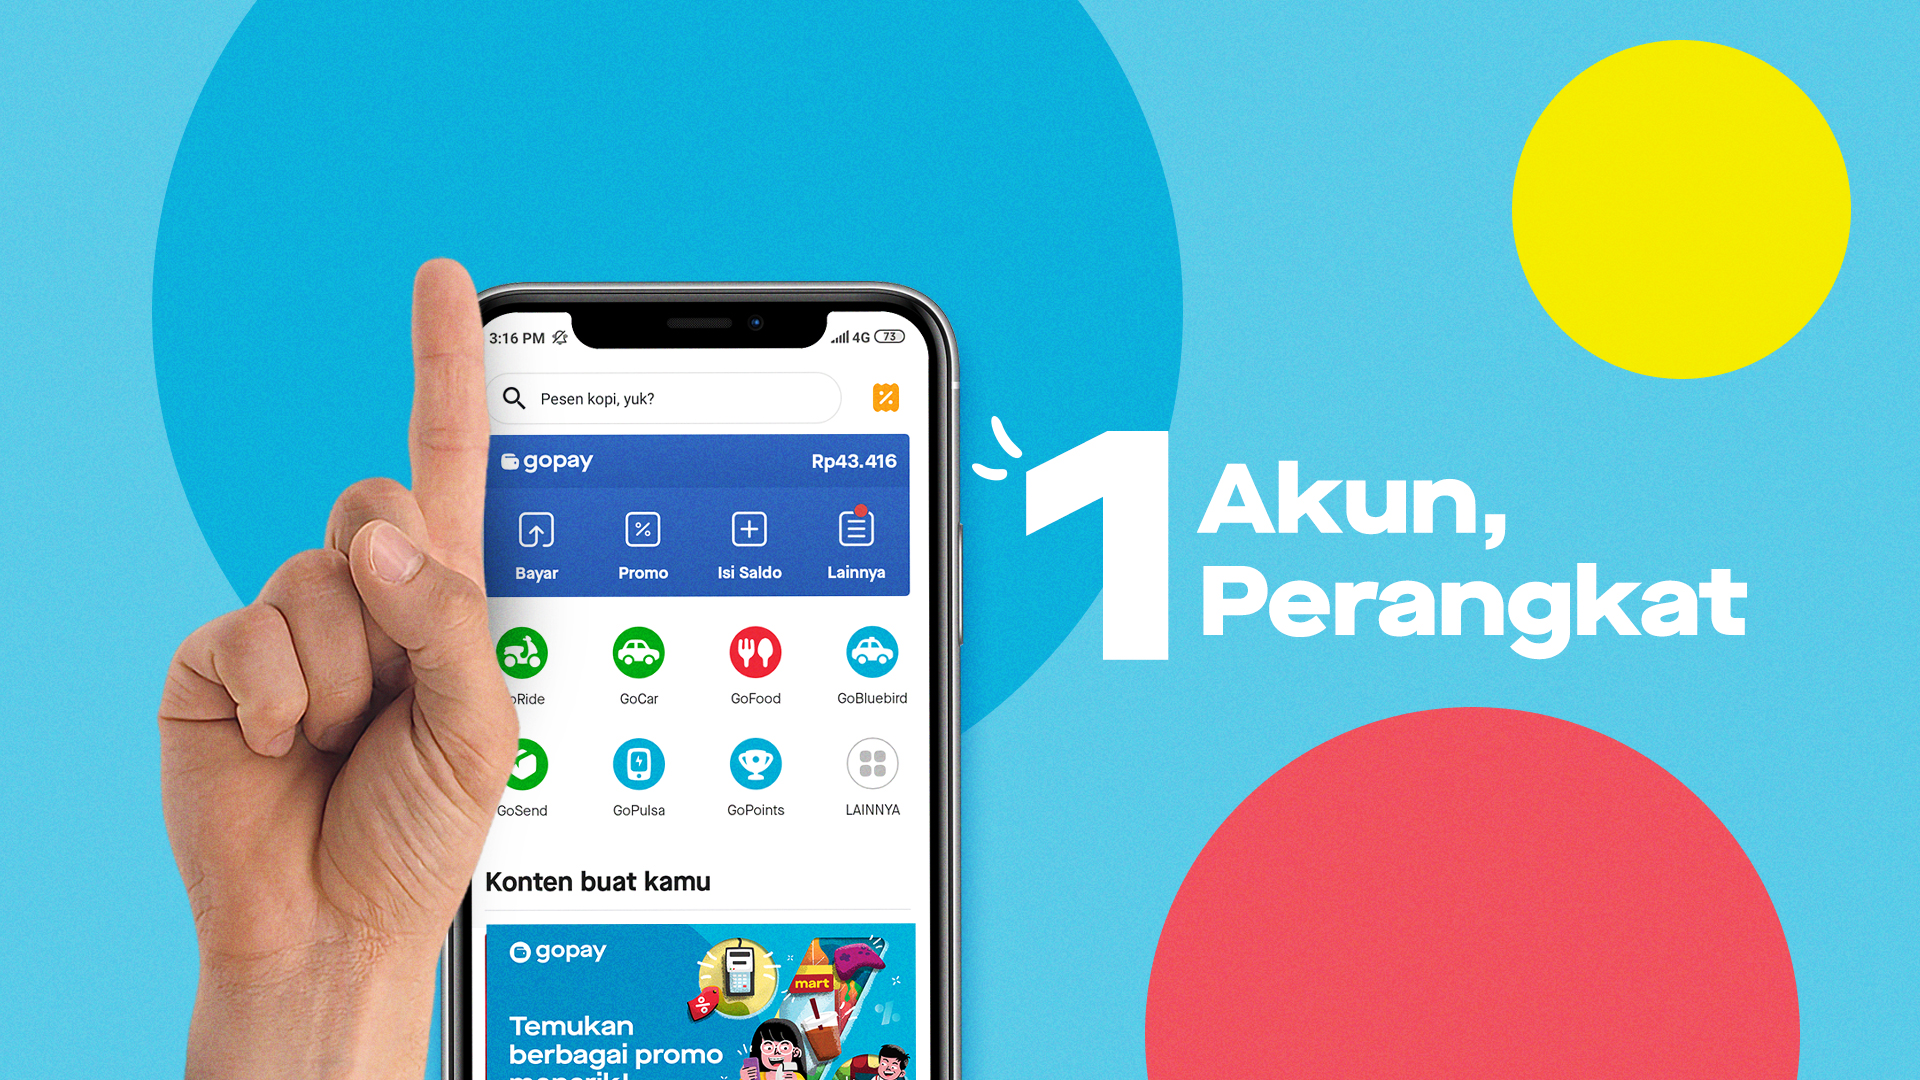 3:16 PM
4G 73
Pesen kopi, yuk?
gopay
Rp43.416
Bayar
Promo
Isi Saldo
Lainnya
GoCar
GoFood
GoBluebird
GoSend
GoPulsa
GoPoints
LAINNYA
Konten buat kamu
gopay
mart
Temukan
berbagai promo
1 Akun,
Perangkat